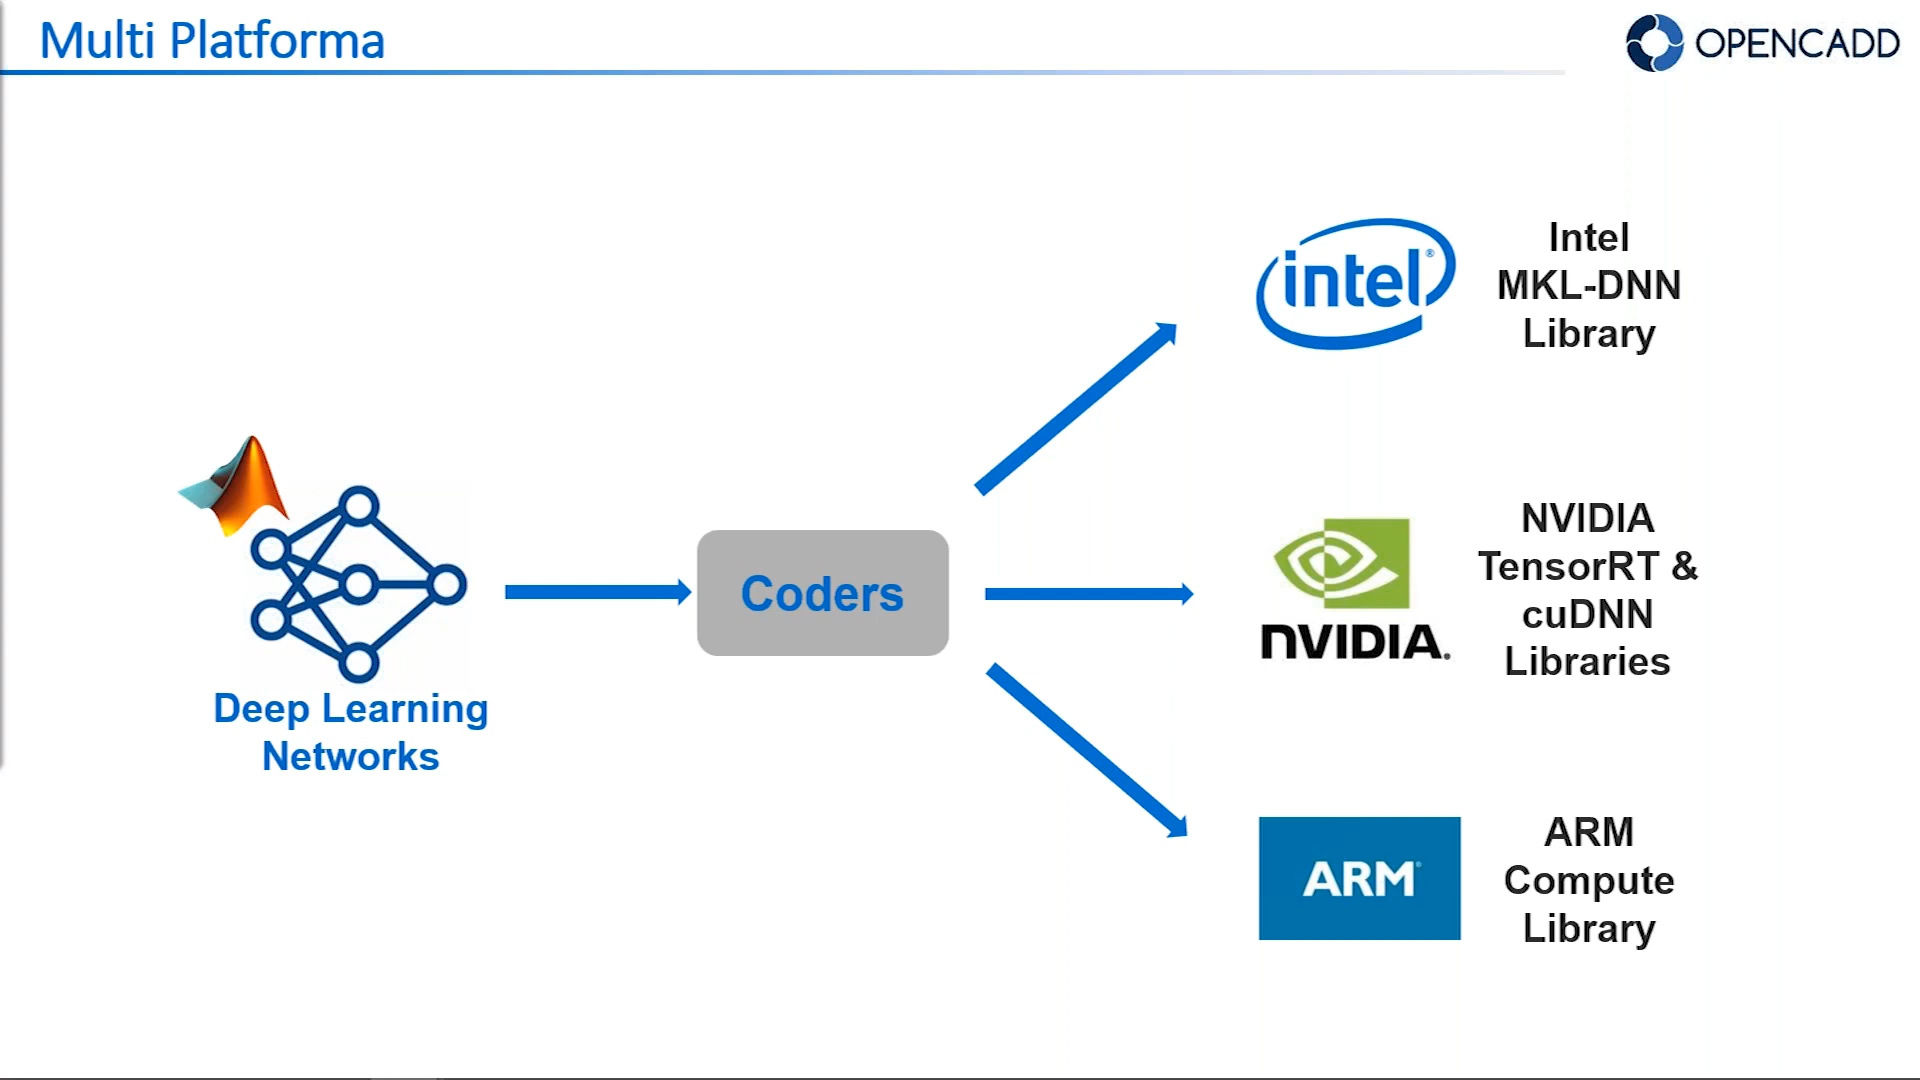 Multi Platforma
OPENCADD
intel®
Intel
MKL-DNN
Library
Deep Learning
Networks
Coders
NVIDIA.
NVIDIA
TensorRT &
cuDNN
Libraries
ARM
ARM
Compute
Library